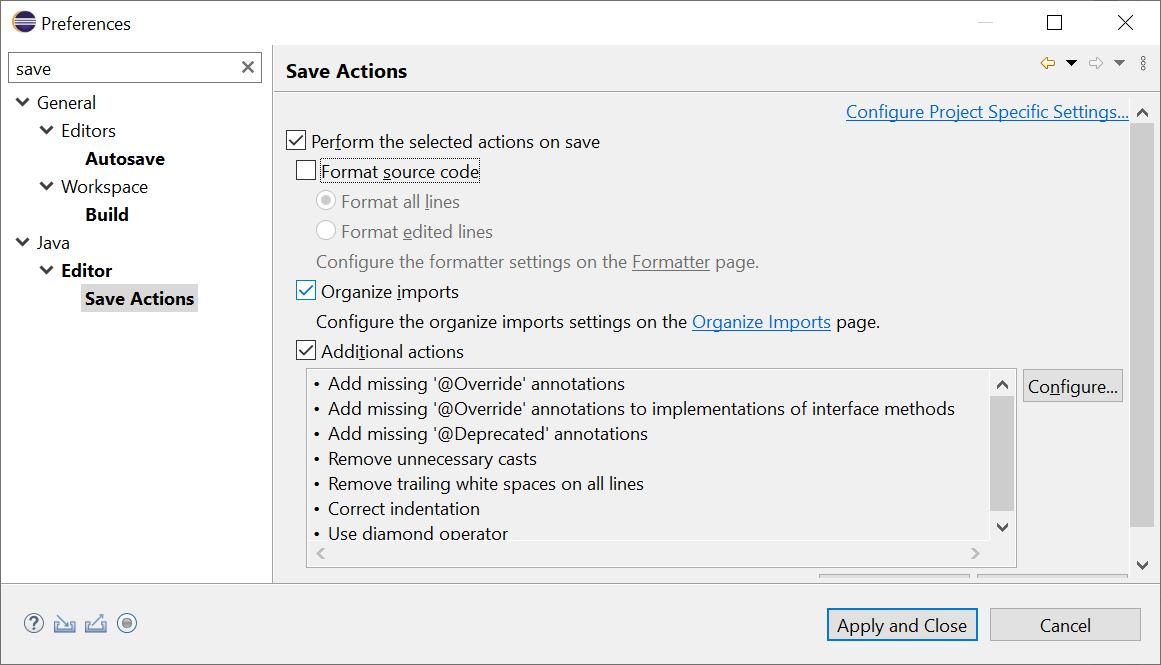 Preferences
save
General
Editors
Autosave
Workspace
Build
Java
Editor
Save Actions
Save Actions
Configure Project Specific Settings...
Perform the selected actions on save
Format source code
Format all lines
Format edited lines
Configure the formatter settings on the Formatter page.
Organize imports
Configure the organize imports settings on the Organize Imports page.
Additional actions
• Add missing '@Override' annotations
• Add missing '@Override' annotations to implementations of interface methods
• Add missing '@Deprecated' annotations
• Remove unnecessary casts
• Remove trailing white spaces on all lines
• Correct indentation
• Use diamond operator
Configure...
Apply and Close
Cancel